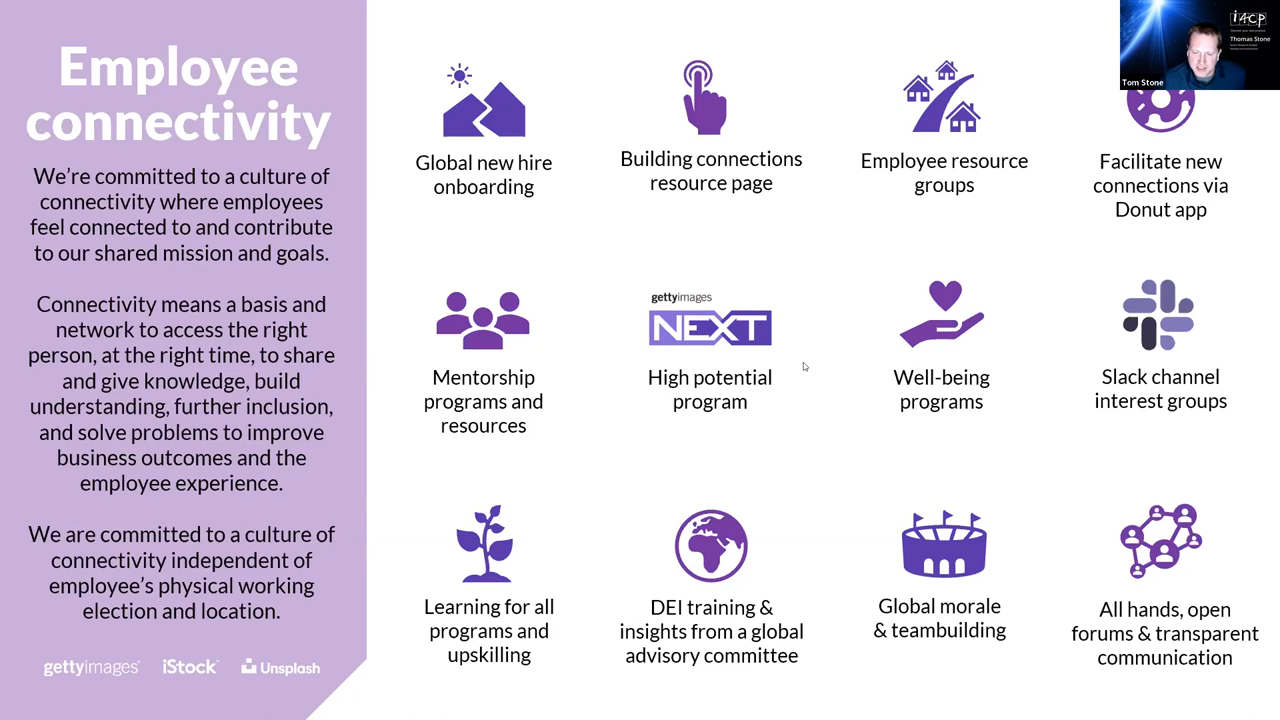 Employee
connectivity
We're committed to a culture of
connectivity where employees
feel connected to and contribute
to our shared mission and goals.
Connectivity means a basis and
network to access the right
person, at the right time, to share
and give knowledge, build
understanding, further inclusion,
and solve problems to improve
business outcomes and the
employee experience.
We are committed to a culture of
connectivity independent of
employee's physical working
election and location.
gettyimages® iStock™ Unsplash
Global new hire
onboarding
Building connections
resource page
Employee resource
groups
Facilitate new
connections via
Donut app
Mentorship
programs and
resources
gettyimages
NEXT
High potential
program
Well-being
programs
Slack channel
interest groups
Learning for all
programs and
upskilling
DEI training &
insights from a global
advisory committee
Global morale
& teambuilding
All hands, open
forums & transparent
communication
i4cp
Thomas Stone
Tom Stone